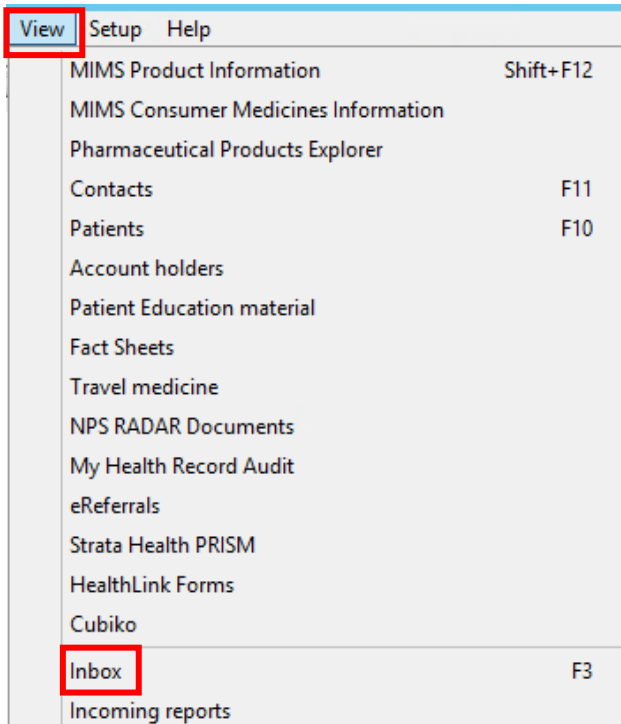 View Setup Help
MIMS Product Information Shift+F12
MIMS Consumer Medicines Information
Pharmaceutical Products Explorer
Contacts F11
Patients F10
Account holders
Patient Education material
Fact Sheets
Travel medicine
NPS RADAR Documents
My Health Record Audit
eReferrals
Strata Health PRISM
HealthLink Forms
Cubiko
Inbox F3
Incoming reports